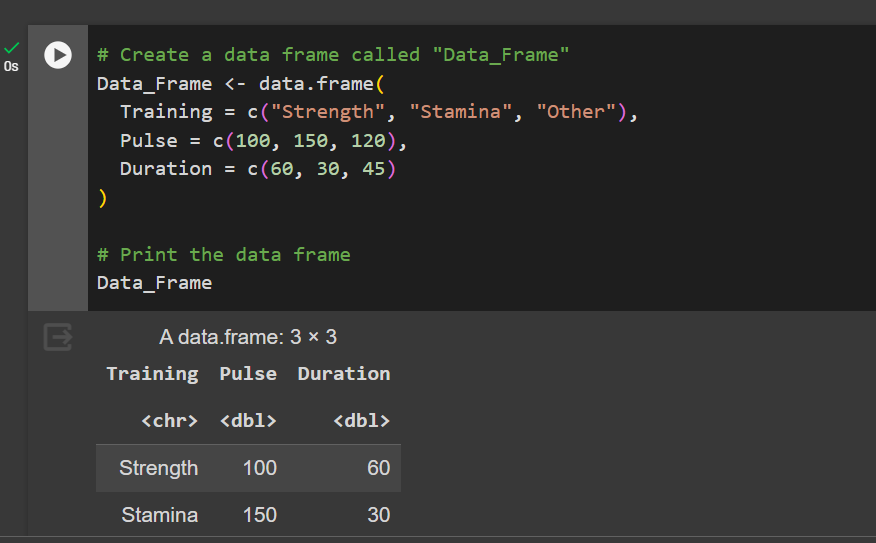 # Create a data frame called "Data_Frame"
Data_Frame <- data.frame(
  Training = c("Strength", "Stamina", "Other"),
  Pulse = c(100, 150, 120),
  Duration = c(60, 30, 45)
)
# Print the data frame
Data_Frame
0s
A data.frame: 3 × 3
Training Pulse Duration
<chr> <dbl> <dbl>
Strength 100 60
Stamina 150 30